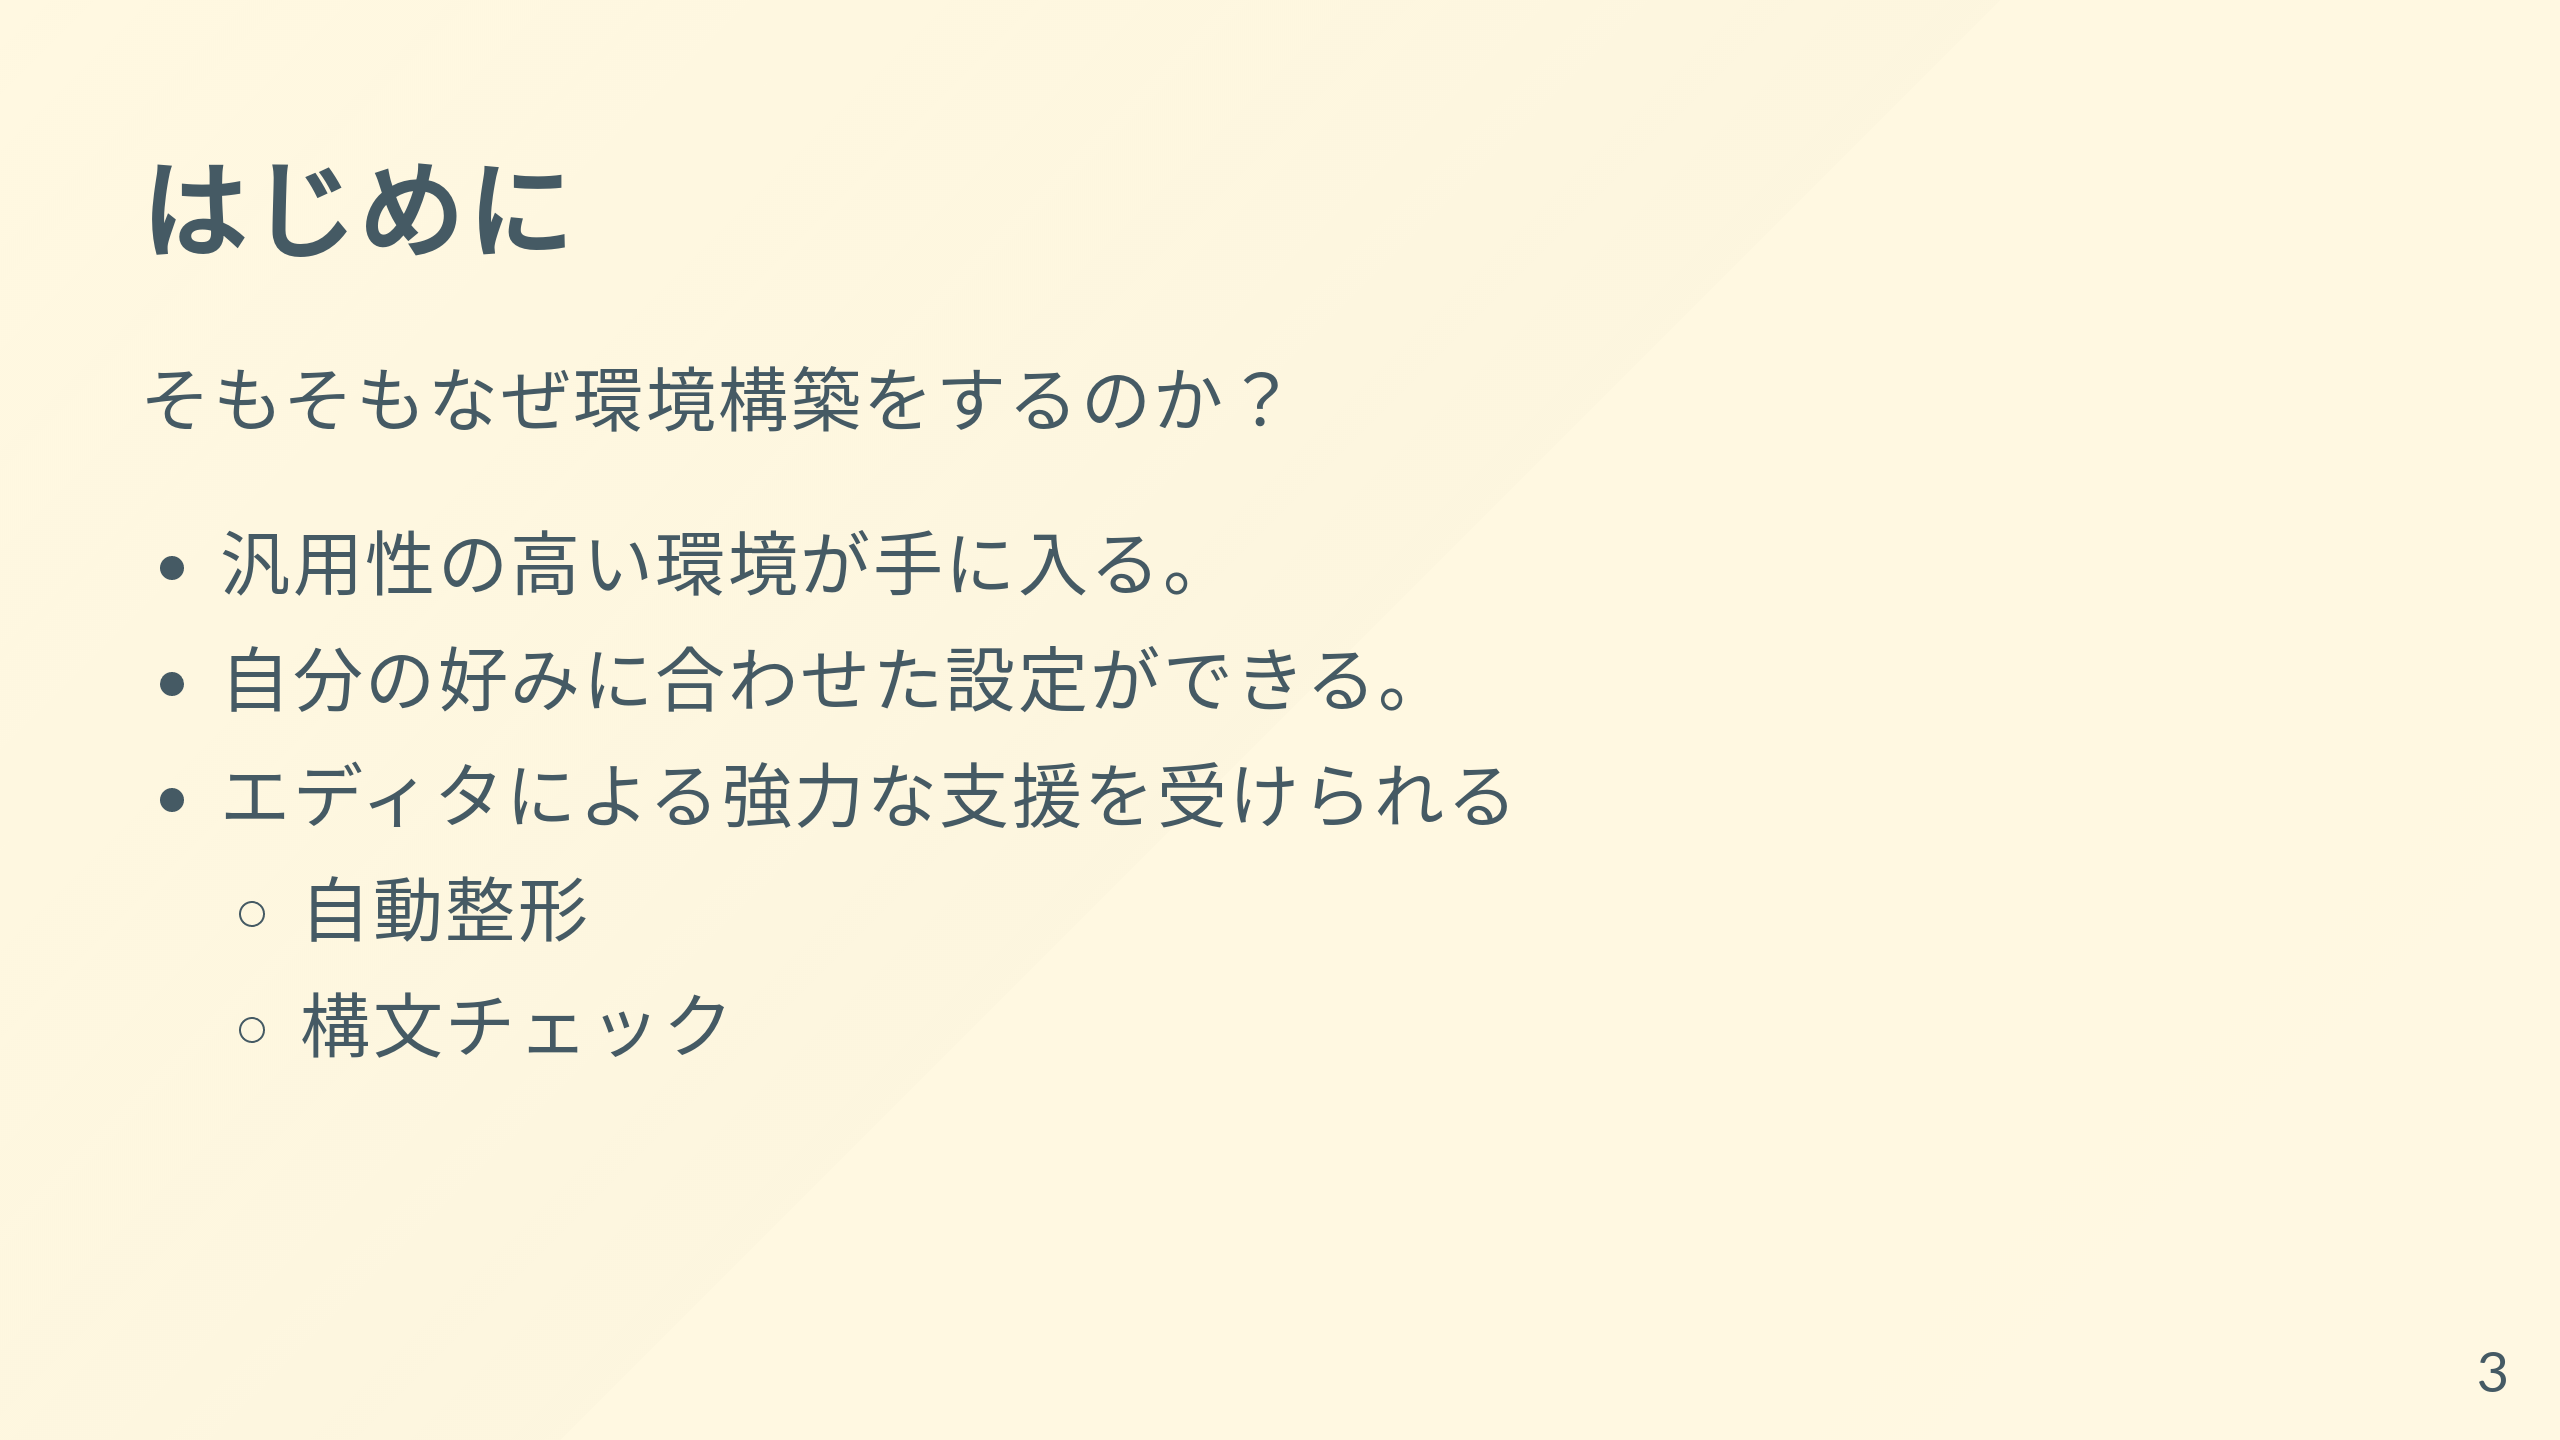 はじめに
そもそもなぜ環境構築をするのか？
• 汎用性の高い環境が手に入る。
• 自分の好みに合わせた設定ができる。
• エディタによる強力な支援を受けられる
○ 自動整形
○ 構文チェック
3